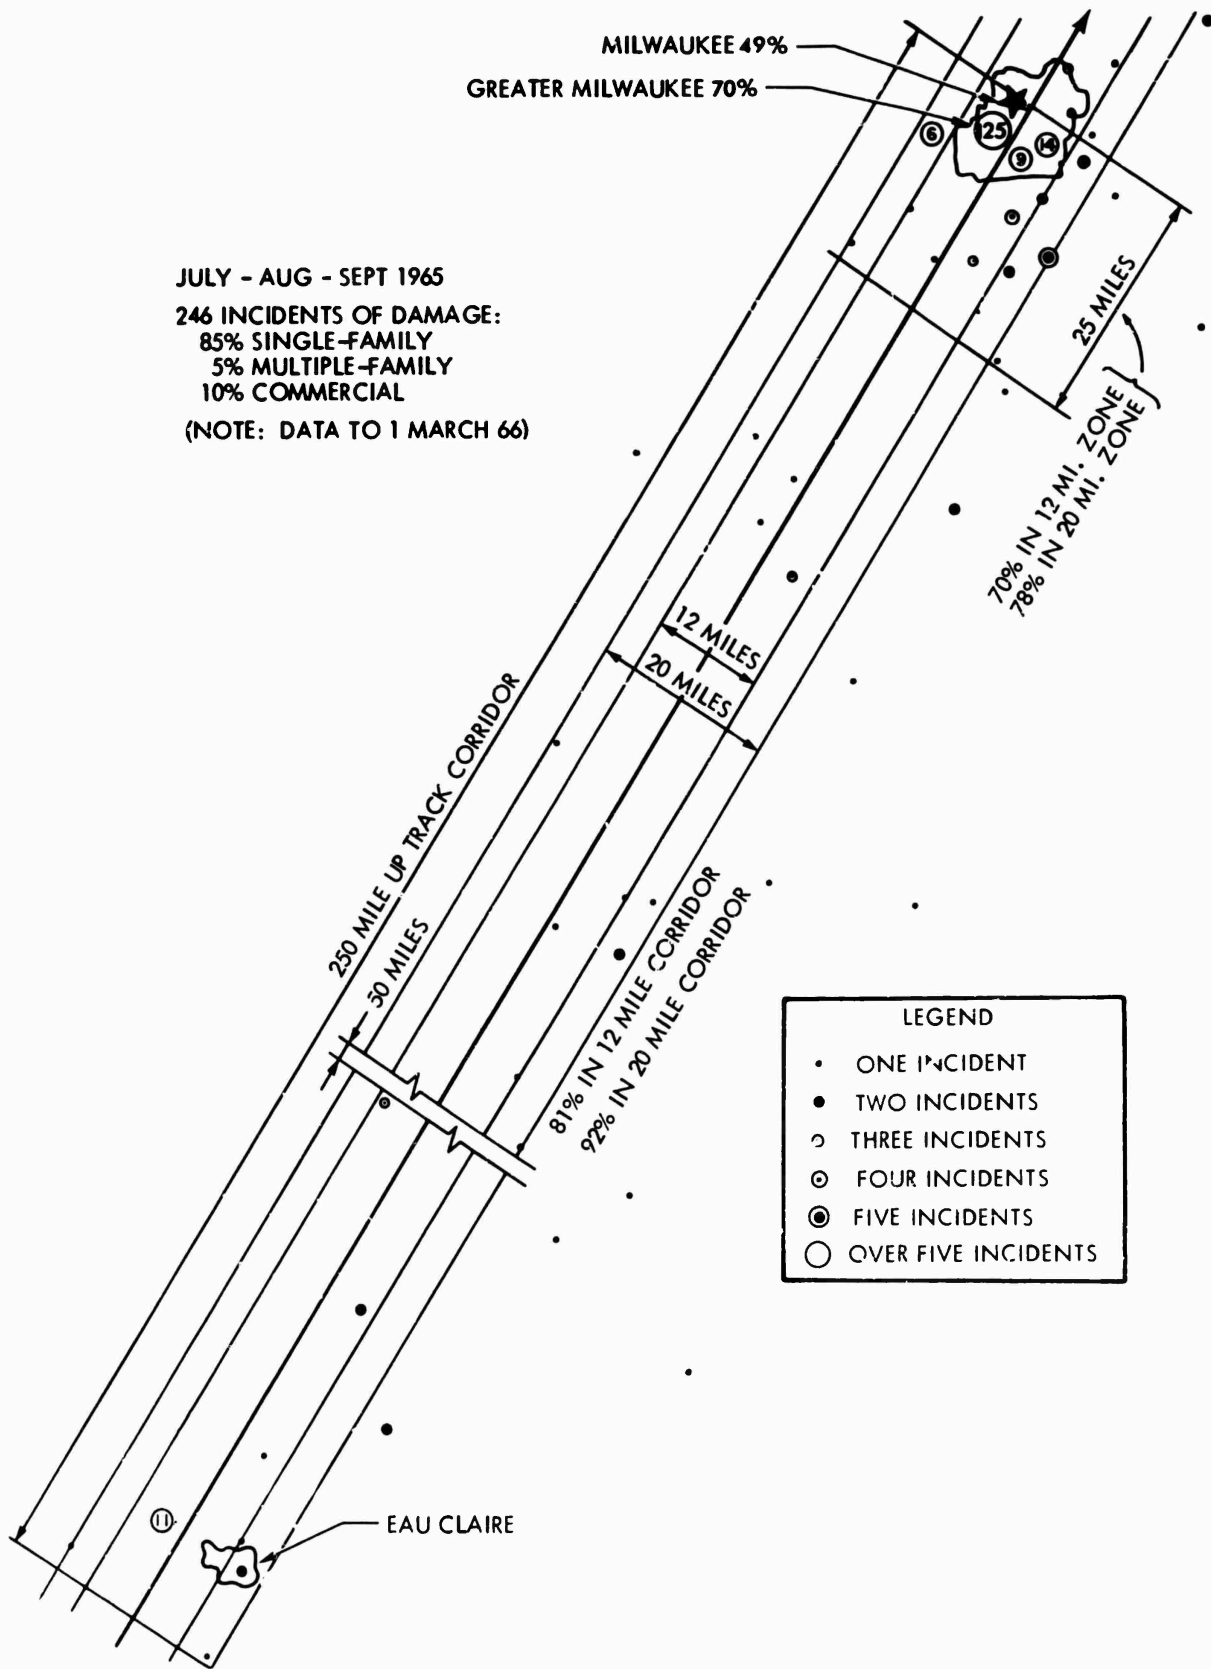 MILWAUKEE 49%
GREATER MILWAUKEE 70%
6
125
9
14
JULY - AUG - SEPT 1965
246 INCIDENTS OF DAMAGE:
85% SINGLE-FAMILY
5% MULTIPLE-FAMILY
10% COMMERCIAL
(NOTE: DATA TO 1 MARCH 66)
25 MILES
70% IN 12 MI. ZONE
78% IN 20 MI. ZONE
12 MILES
20 MILES
250 MILE UP TRACK CORRIDOR
50 MILES
81% IN 12 MILE CORRIDOR
92% IN 20 MILE CORRIDOR
LEGEND
ONE INCIDENT
TWO INCIDENTS
THREE INCIDENTS
FOUR INCIDENTS
FIVE INCIDENTS
OVER FIVE INCIDENTS
11
EAU CLAIRE